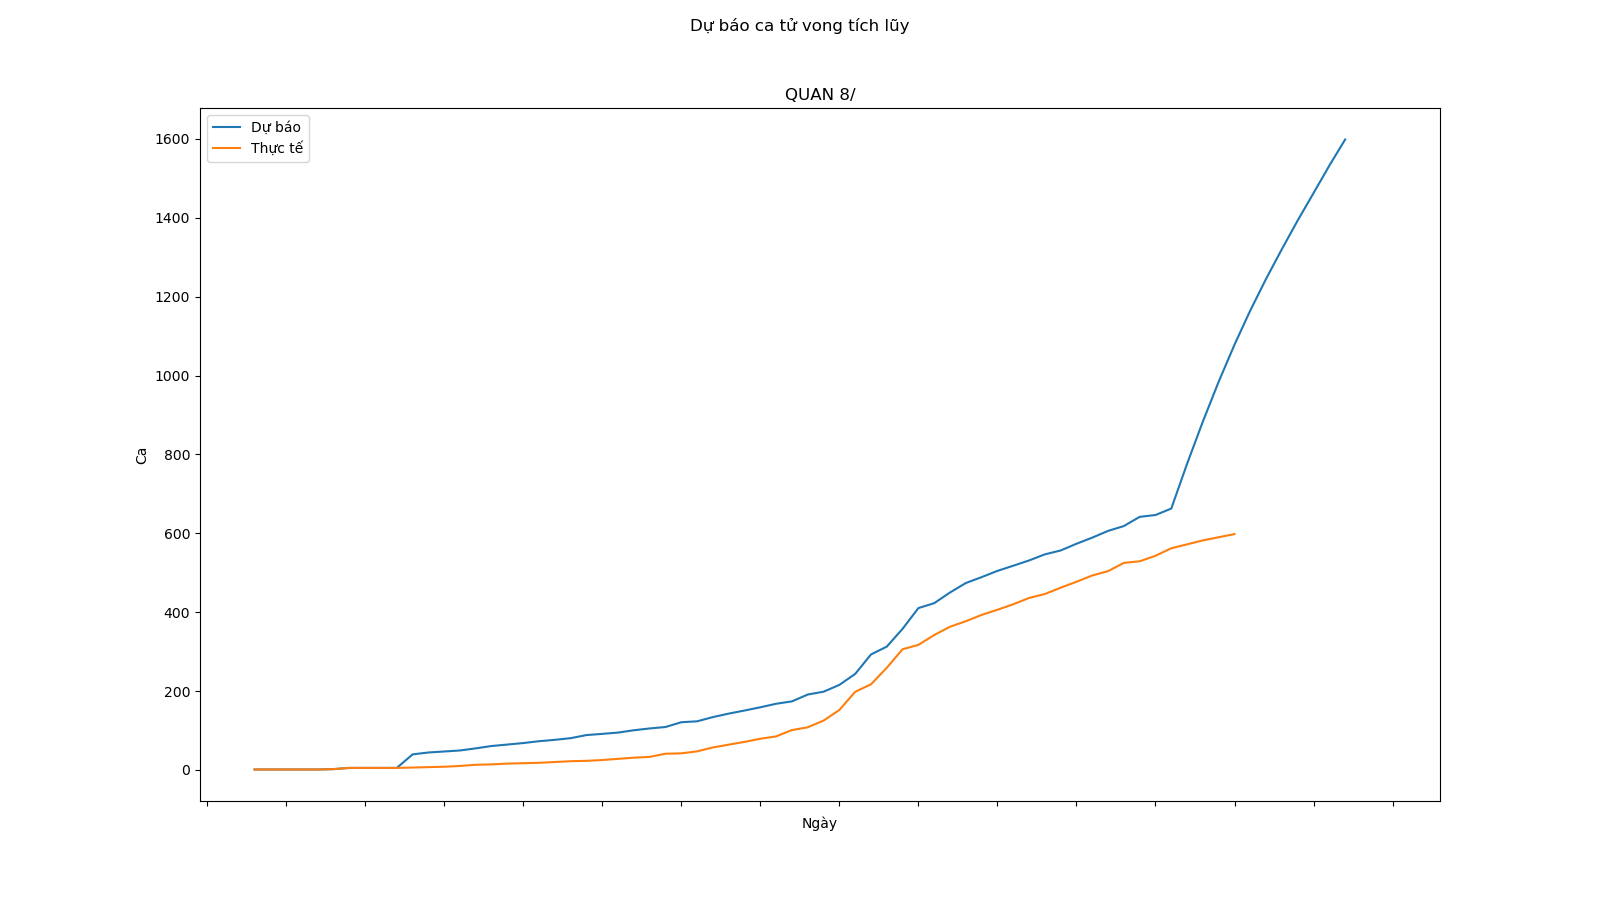 Dự báo ca tử vong tích lũy
QUAN 8/
Dự báo
Thực tế
1600
1400
1200
1000
800
600
400
200
0
Ca
Ngày